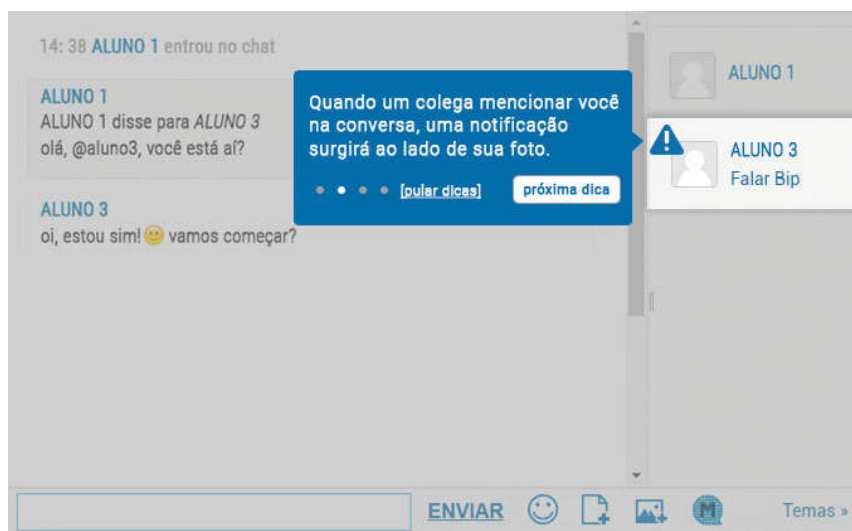 14: 38 ALUNO 1 entrou no chat
ALUNO 1
ALUNO 1 disse para ALUNO 3
olá, @aluno3, você está aí?
ALUNO 3
oi, estou sim! vamos começar?
Quando um colega mencionar você
na conversa, uma notificação
surgirá ao lado de sua foto.
[pular dicas] próxima dica
ALUNO 1
ALUNO 3
Falar Bip
ENVIAR M Temas »